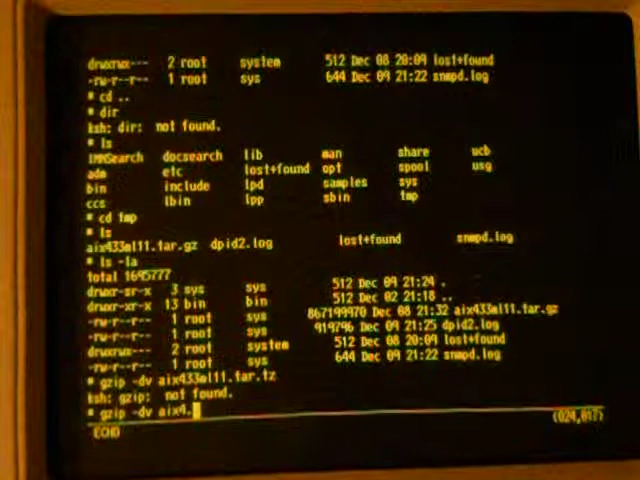 drwxrwx--- 2 root system 512 Dec 08 20:09 lost+found
-rw-r--r-- 1 root sys 644 Dec 09 21:22 snmpd.log
# cd ..
# dir
ksh: dir: not found.
# ls
IMNSearch docsearch lib man share ucb
adm etc lost+found opt spool usg
bin include lpd samples sys
ccs lbin lpp sbin tmp
# cd tmp
# ls
aix433ml11.tar.gz dpid2.log lost+found snmpd.log
# ls -la
total 1695777
drwxr-sr-x 3 sys sys 512 Dec 09 21:24 .
drwxr-xr-x 13 bin bin 512 Dec 02 21:18 ..
-rw-r--r-- 1 root sys 867199970 Dec 08 21:32 aix433ml11.tar.gz
-rw-r--r-- 1 root sys 919796 Dec 09 21:25 dpid2.log
drwxrwx--- 2 root system 512 Dec 08 20:09 lost+found
-rw-r--r-- 1 root sys 644 Dec 09 21:22 snmpd.log
# gzip -dv aix433ml11.tar.tz
ksh: gzip: not found.
# gzip -dv aix4.
ECHO (024,017)